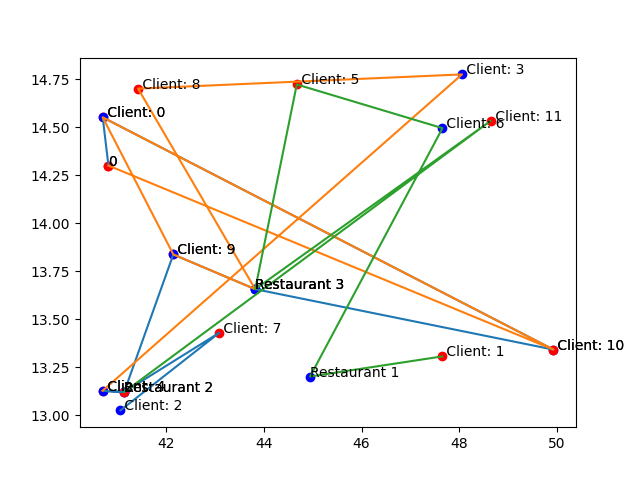 14.75
14.50
14.25
14.00
13.75
13.50
13.25
13.00
42
44
46
48
50
Client: 8
Client: 5
Client: 3
Client: 0
Client: 6
Client: 11
0
Client: 9
Restaurant 3
Client: 7
Client: 1
Client: 10
Restaurant 1
Client: 4
Restaurant 2
Client: 2